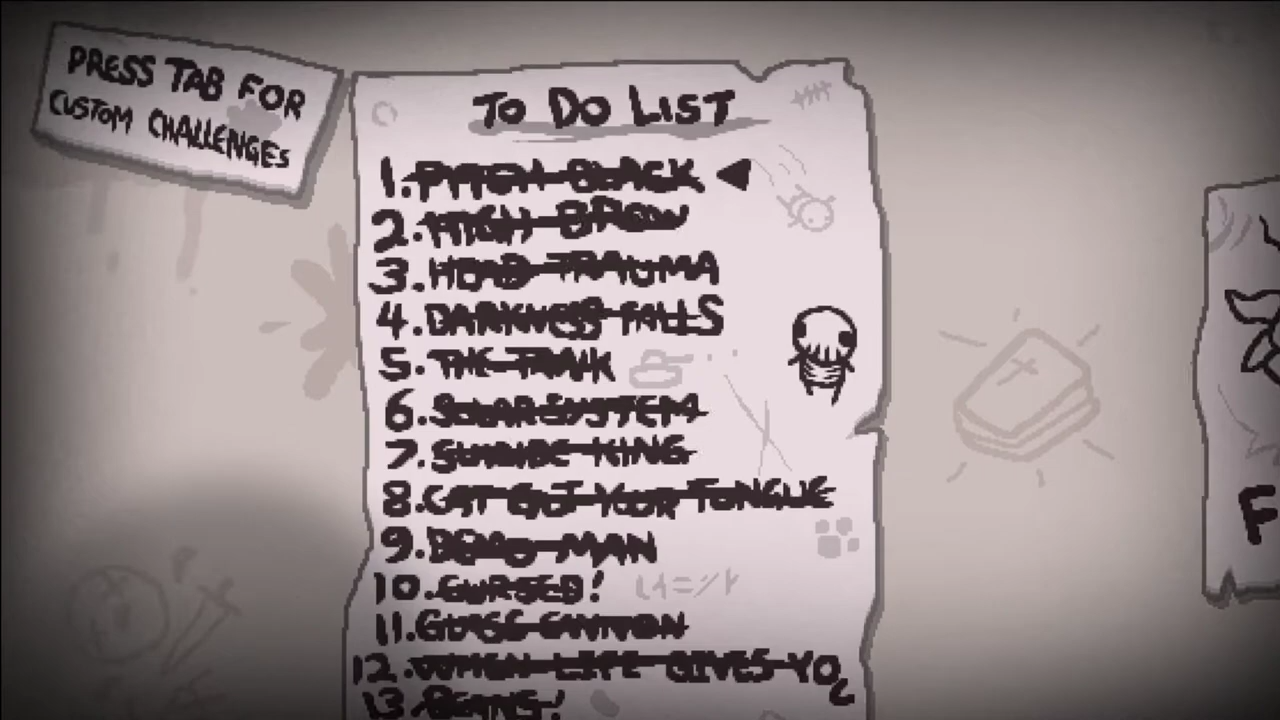 PRESS TAB FOR
CUSTOM CHALLENGES
TO DO LIST
1. PITCH BLACK
2. HIGH BROW
3. HEAD TRAUMA
4. DARKNESS FALLS
5. THE TANK
6. SOLAR SYSTEM
7. SUICIDE KING
8. CAT GOT YOUR TONGUE
9. DEMO MAN
10. CURSED!
11. GLASS CANNON
12. WHEN LIFE GIVES YO
13. BEANS!
F